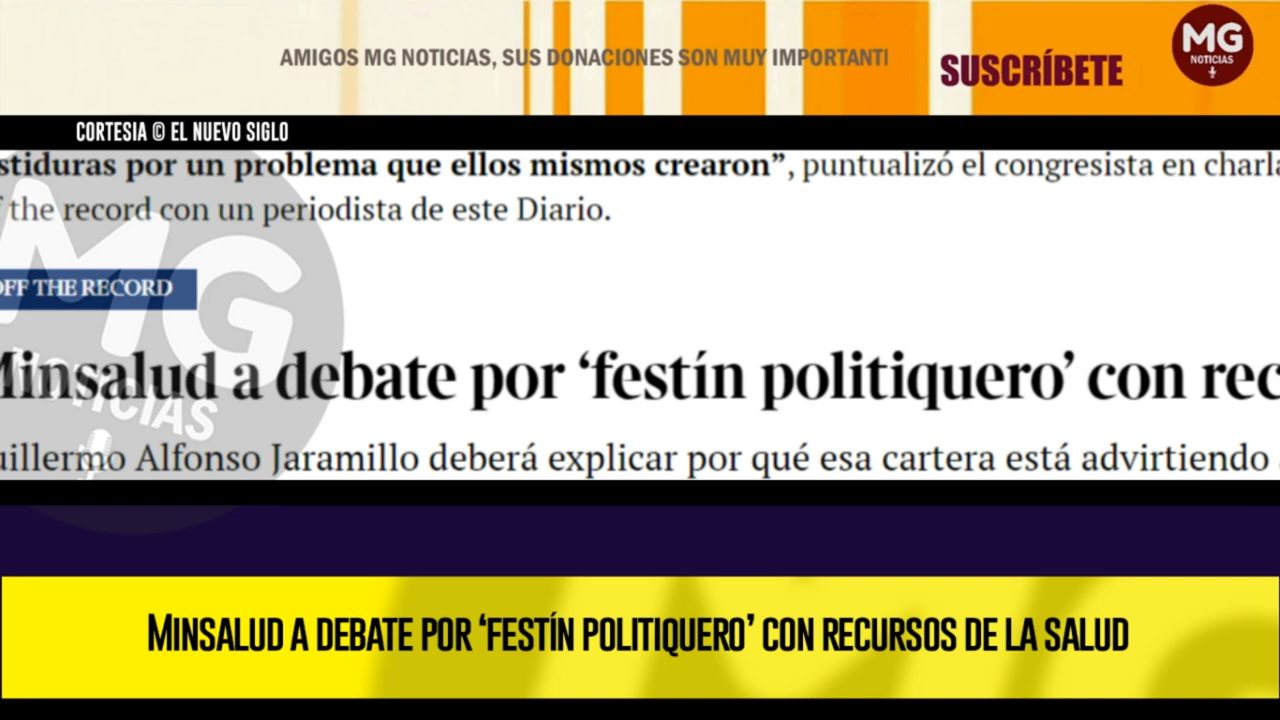 AMIGOS MG NOTICIAS, SUS DONACIONES SON MUY IMPORTANTI
SUSCRÍBETE
MG
NOTICIAS
CORTESIA © EL NUEVO SIGLO
stiduras por un problema que ellos mismos crearon”, puntualizó el congresista en charla
f the record con un periodista de este Diario.
OFF THE RECORD
MG
NOTICIAS
Minsalud a debate por ‘festín politiquero’ con rec
uillermo Alfonso Jaramillo deberá explicar por qué esa cartera está advirtiendo
MINSALUD A DEBATE POR ‘FESTÍN POLITIQUERO’ CON RECURSOS DE LA SALUD